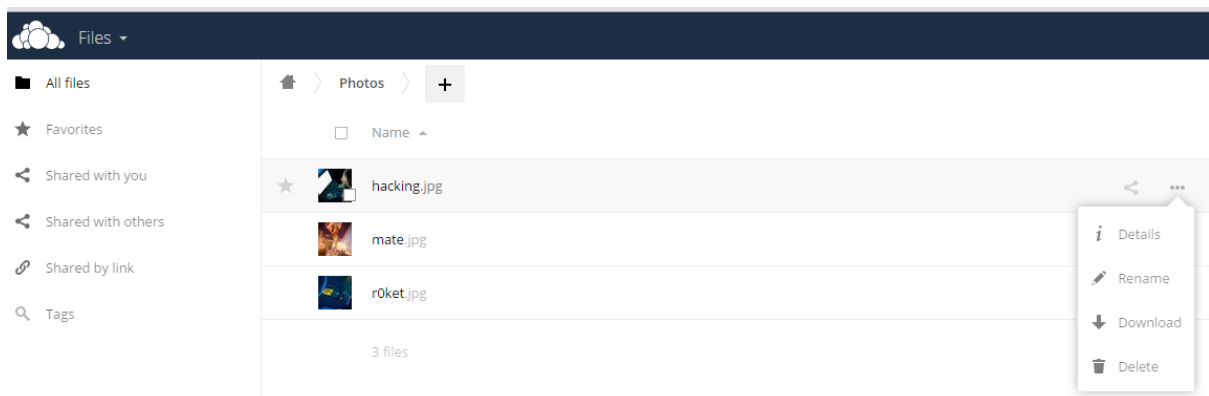 Files
All files
Favorites
Shared with you
Shared with others
Shared by link
Tags
Photos
+
Name
hacking.jpg
mate.jpg
r0ket.jpg
3 files
Details
Rename
Download
Delete